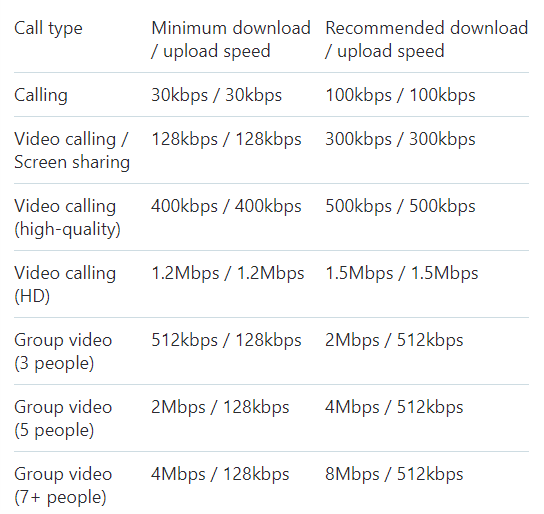 Call type Minimum download Recommended download
/ upload speed / upload speed
Calling 30kbps / 30kbps 100kbps / 100kbps
Video calling / 128kbps / 128kbps 300kbps / 300kbps
Screen sharing
Video calling 400kbps / 400kbps 500kbps / 500kbps
(high-quality)
Video calling 1.2Mbps / 1.2Mbps 1.5Mbps / 1.5Mbps
(HD)
Group video 512kbps / 128kbps 2Mbps / 512kbps
(3 people)
Group video 2Mbps / 128kbps 4Mbps / 512kbps
(5 people)
Group video 4Mbps / 128kbps 8Mbps / 512kbps
(7+ people)